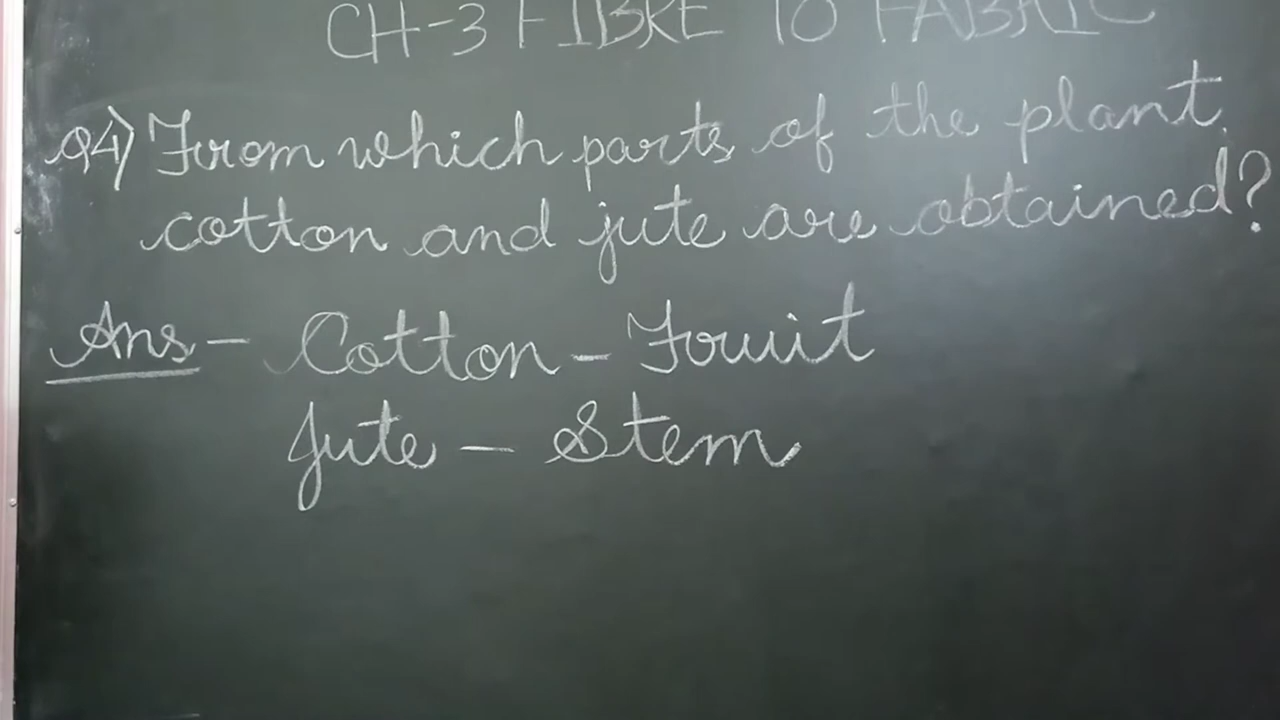 CH-3 FIBRE TO FABRIC
Q4) From which parts of the plant,
cotton and jute are obtained?
Ans - Cotton - Fruit
Jute - Stem